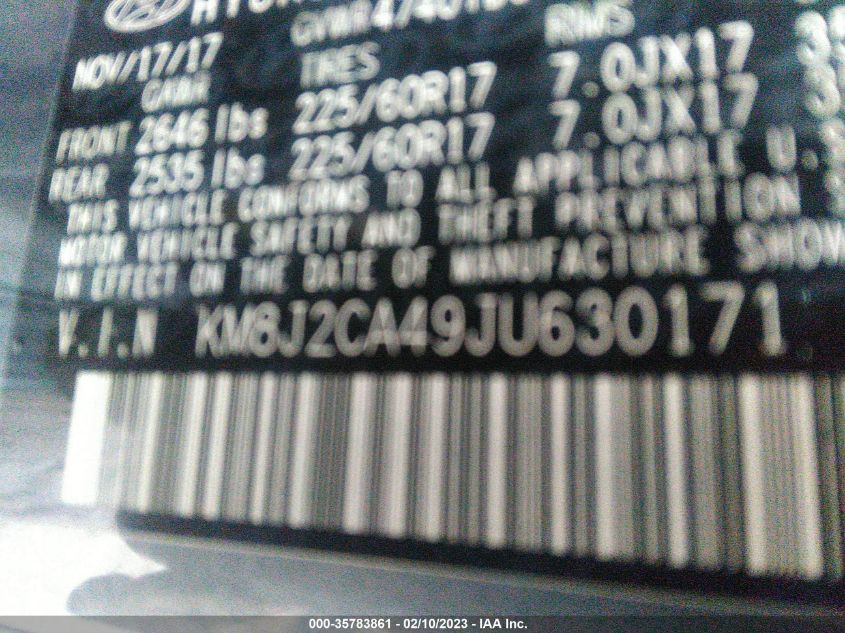 NOV/17/17 TIRES RIMS
GAWR
FRONT 2646 lbs 225/60R17 7.0JX17
REAR 2535 lbs 225/60R17 7.0JX17
THIS VEHICLE CONFORMS TO ALL APPLICABLE U.
MOTOR VEHICLE SAFETY AND THEFT PREVENTION
IN EFFECT ON THE DATE OF MANUFACTURE SHOW
V.I.N KM8J2CA49JU630171
000-35783861 - 02/10/2023 - IAA Inc.